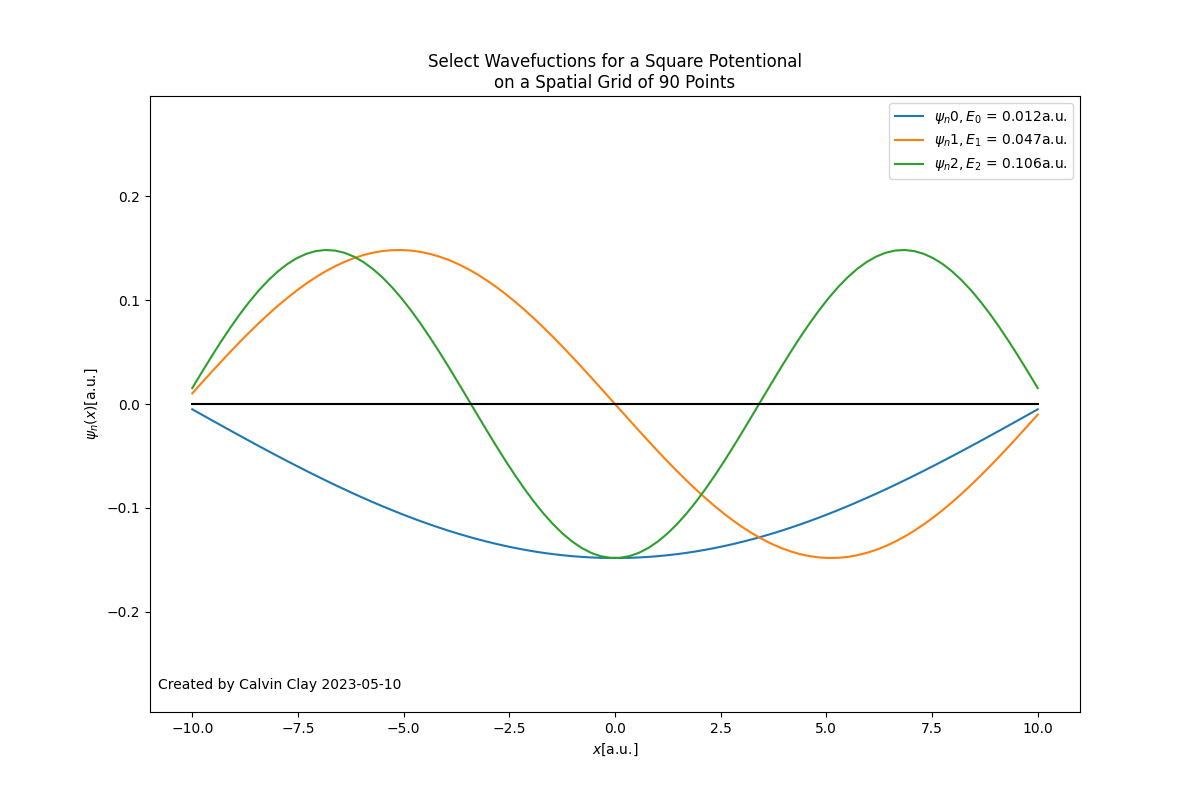 Select Wavefuctions for a Square Potentional
on a Spatial Grid of 90 Points
ψₙ0, E₀ = 0.012a.u.
ψₙ1, E₁ = 0.047a.u.
ψₙ2, E₂ = 0.106a.u.
0.2
0.1
0.0
−0.1
−0.2
ψₙ(x)[a.u.]
Created by Calvin Clay 2023-05-10
−10.0 −7.5 −5.0 −2.5 0.0 2.5 5.0 7.5 10.0
x[a.u.]